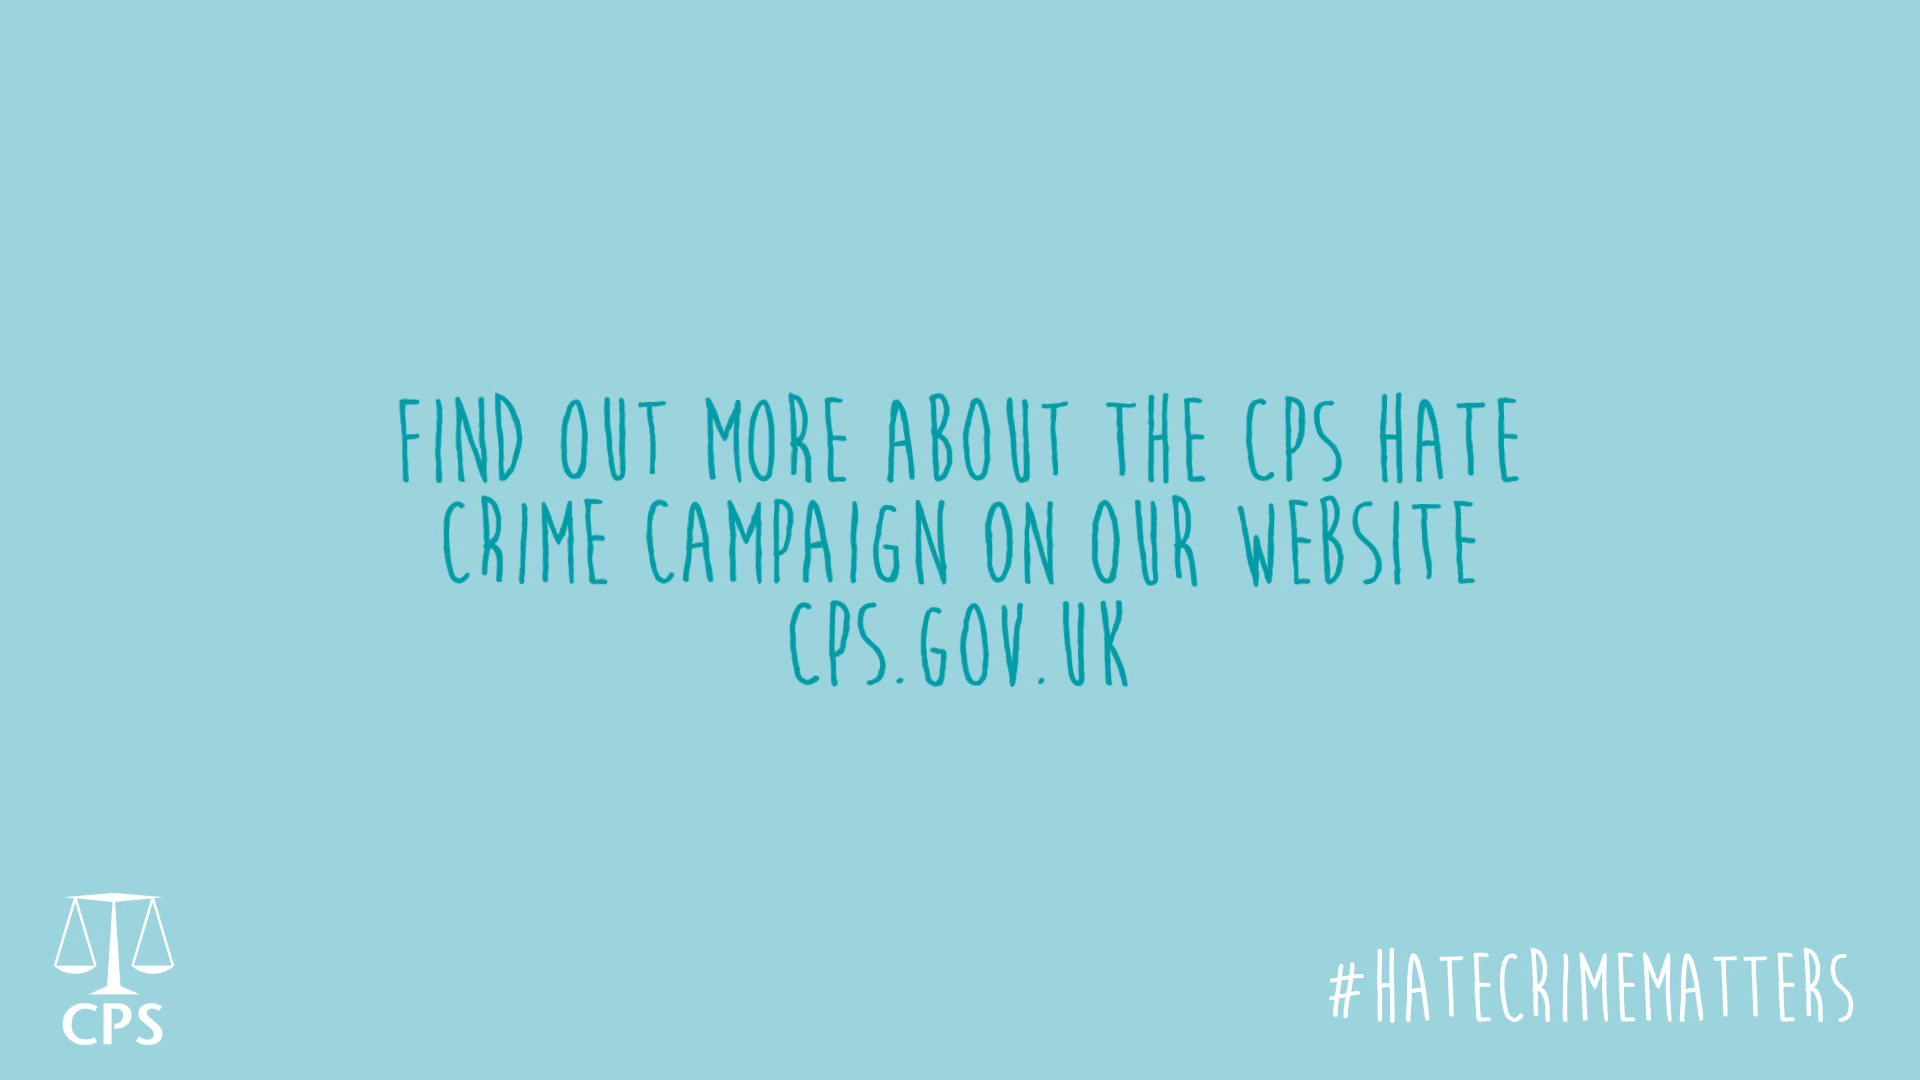 FIND OUT MORE ABOUT THE CPS HATE
CRIME CAMPAIGN ON OUR WEBSITE
CPS.GOV.UK
CPS
#HATECRIMEMATTERS